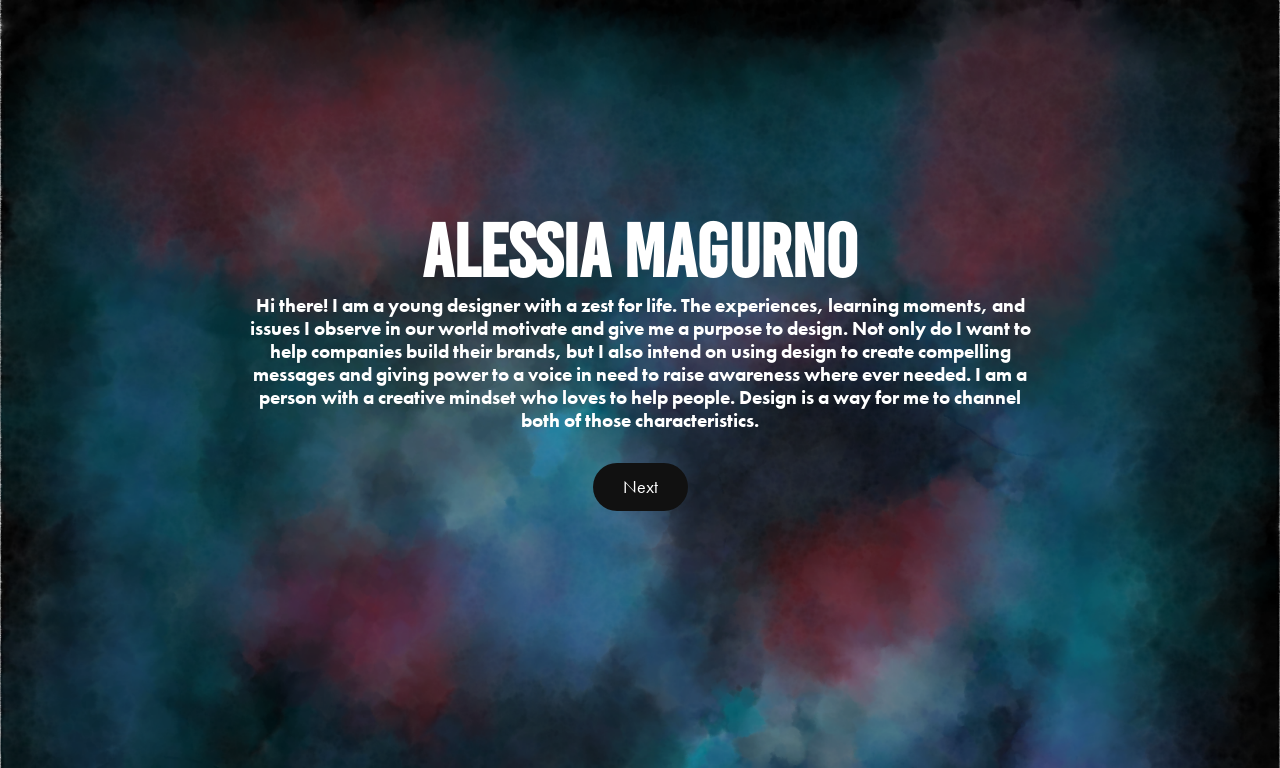 ALESSIA MAGURNO
Hi there! I am a young designer with a zest for life. The experiences, learning moments, and
issues I observe in our world motivate and give me a purpose to design. Not only do I want to
help companies build their brands, but I also intend on using design to create compelling
messages and giving power to a voice in need to raise awareness where ever needed. I am a
person with a creative mindset who loves to help people. Design is a way for me to channel
both of those characteristics.
Next